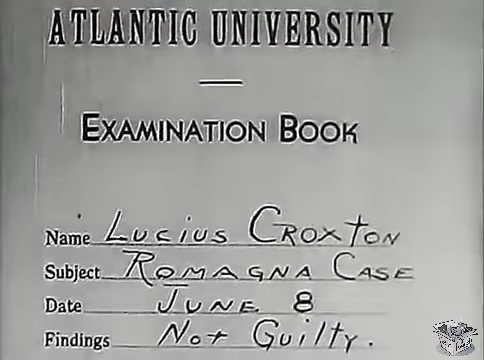 ATLANTIC UNIVERSITY
EXAMINATION BOOK
Name Lucius Croxton
Subject Romagna Case
Date June 8
Findings Not Guilty.